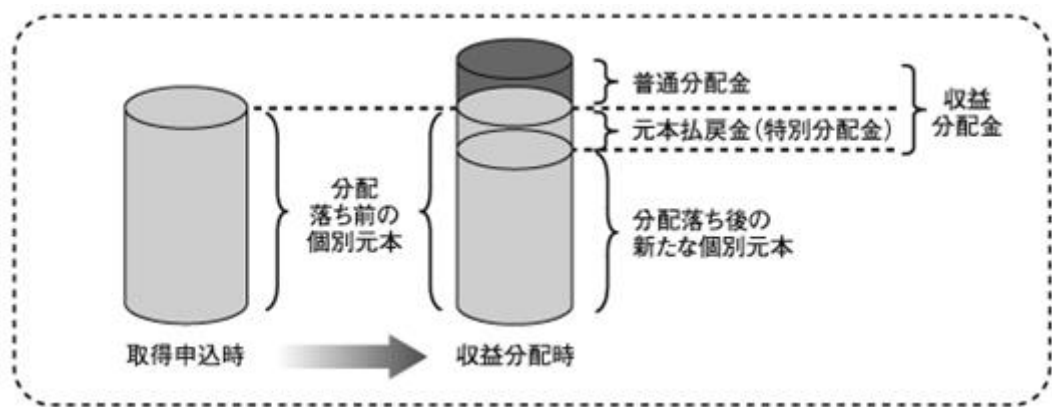 普通分配金
収益
分配金
元本払戻金(特別分配金)
分配
落ち前の
個別元本
分配落ち後の
新たな個別元本
取得申込時
収益分配時